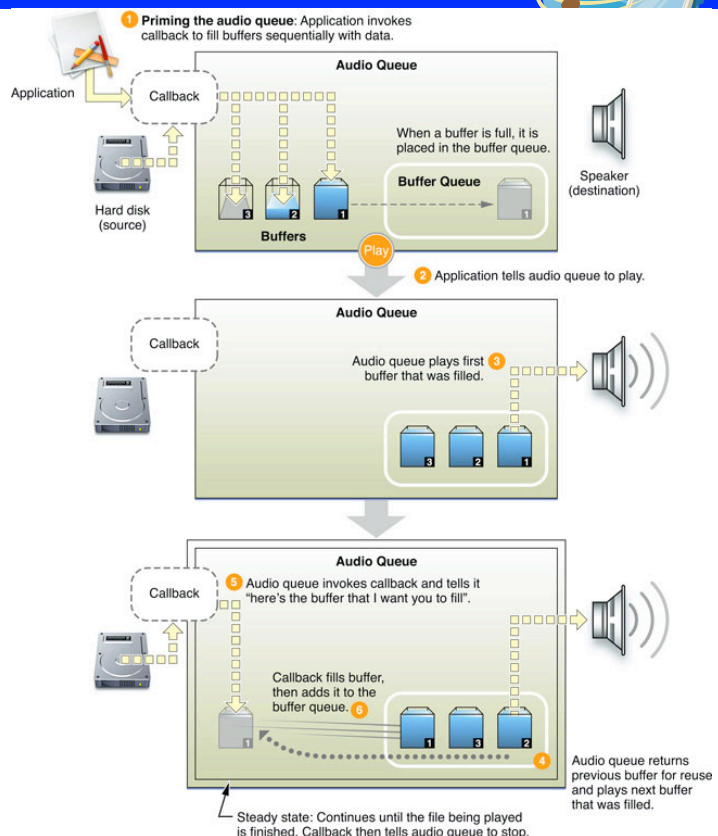 1 Priming the audio queue: Application invokes
callback to fill buffers sequentially with data.
Audio Queue
Application
Callback
When a buffer is full, it is
placed in the buffer queue.
Buffer Queue
Speaker
(destination)
3
2
1
1
Hard disk
(source)
Buffers
Play
2 Application tells audio queue to play.
Audio Queue
Callback
Audio queue plays first 3
buffer that was filled.
3
2
1
Audio Queue
Callback
5 Audio queue invokes callback and tells it
“here's the buffer that I want you to fill”.
Callback fills buffer,
then adds it to the
buffer queue. 6
1
1
3
2
4
Audio queue returns
previous buffer for reuse
and plays next buffer
that was filled.
Steady state: Continues until the file being played
is finished. Callback then tells audio queue to stop.